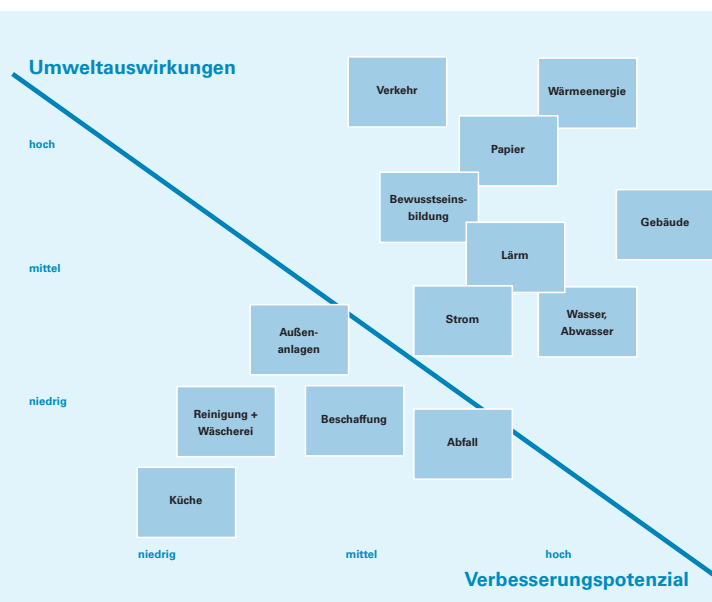 Umweltauswirkungen
Verkehr
Wärmeenergie
hoch
Papier
Bewusstseins-
bildung
Gebäude
Lärm
mittel
Strom
Wasser,
Abwasser
Außen-
anlagen
niedrig
Reinigung +
Wäscherei
Beschaffung
Abfall
Küche
niedrig
mittel
hoch
Verbesserungspotenzial